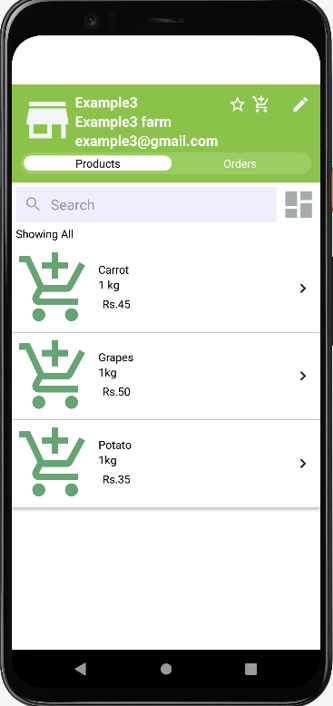 Example3
Example3 farm
example3@gmail.com
Products Orders
Search
Showing All
Carrot
1 kg
Rs.45
Grapes
1kg
Rs.50
Potato
1kg
Rs.35